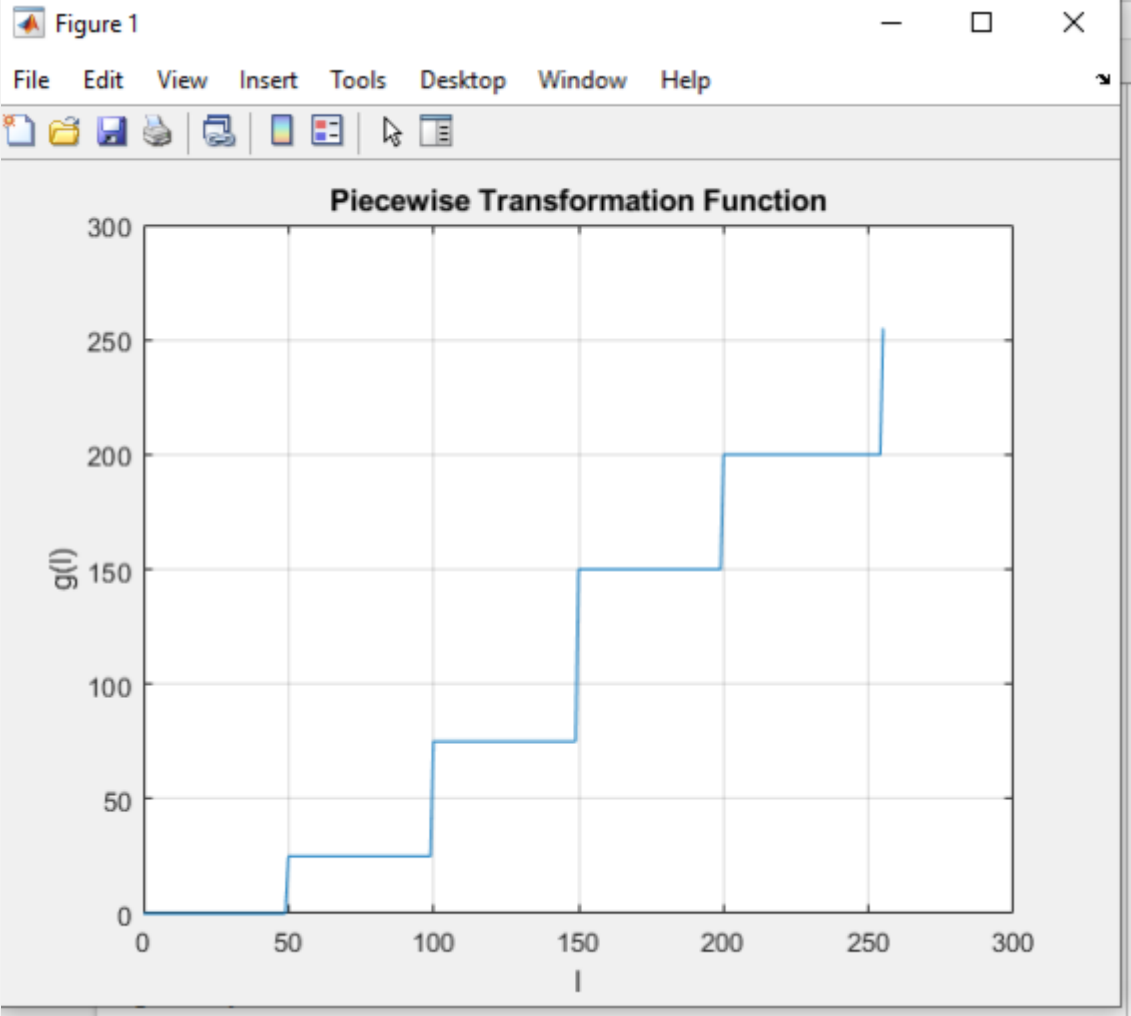 Figure 1
File Edit View Insert Tools Desktop Window Help
Piecewise Transformation Function
300
250
200
150
100
50
0
g(I)
0 50 100 150 200 250 300
I